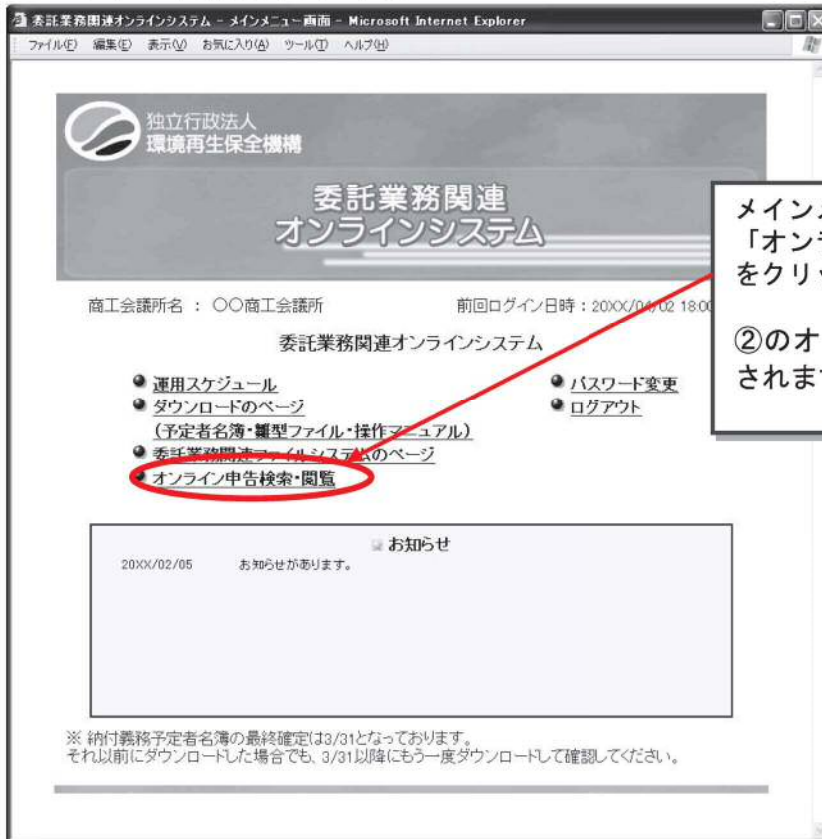 委託業務関連オンラインシステム - メインメニュー画面 - Microsoft Internet Explorer
ファイル(F) 編集(E) 表示(V) お気に入り(A) ツール(T) ヘルプ(H)
独立行政法人
環境再生保全機構
委託業務関連
オンラインシステム
メイン
「オン
をクリ
②のオ
されま
商工会議所名 : 〇〇商工会議所 前回ログイン日時:20XX/04/02 18:00
委託業務関連オンラインシステム
運用スケジュール パスワード変更
ダウンロードのページ ログアウト
(予定者名簿・雛型ファイル・操作マニュアル)
委託業務関連ファイルシステムのページ
オンライン申告検索・閲覧
お知らせ
20XX/02/05 お知らせがあります。
※ 納付義務予定者名簿の最終確定は3/31となっております。
それ以前にダウンロードした場合でも、3/31以降にもう一度ダウンロードして確認してください。